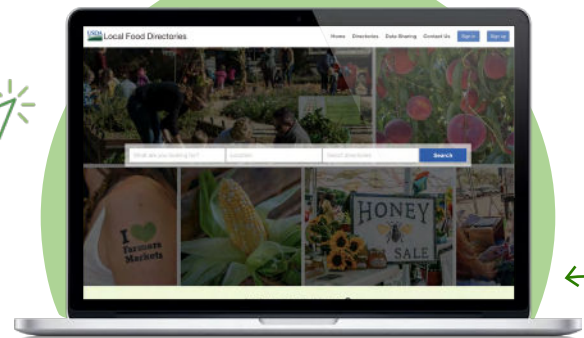 USDA Local Food Directories
Home Directories Data Sharing Contact Us Sign in Sign up
What are you looking for? Location Select directories Search
I
Farmers
Markets
HONEY
SALE